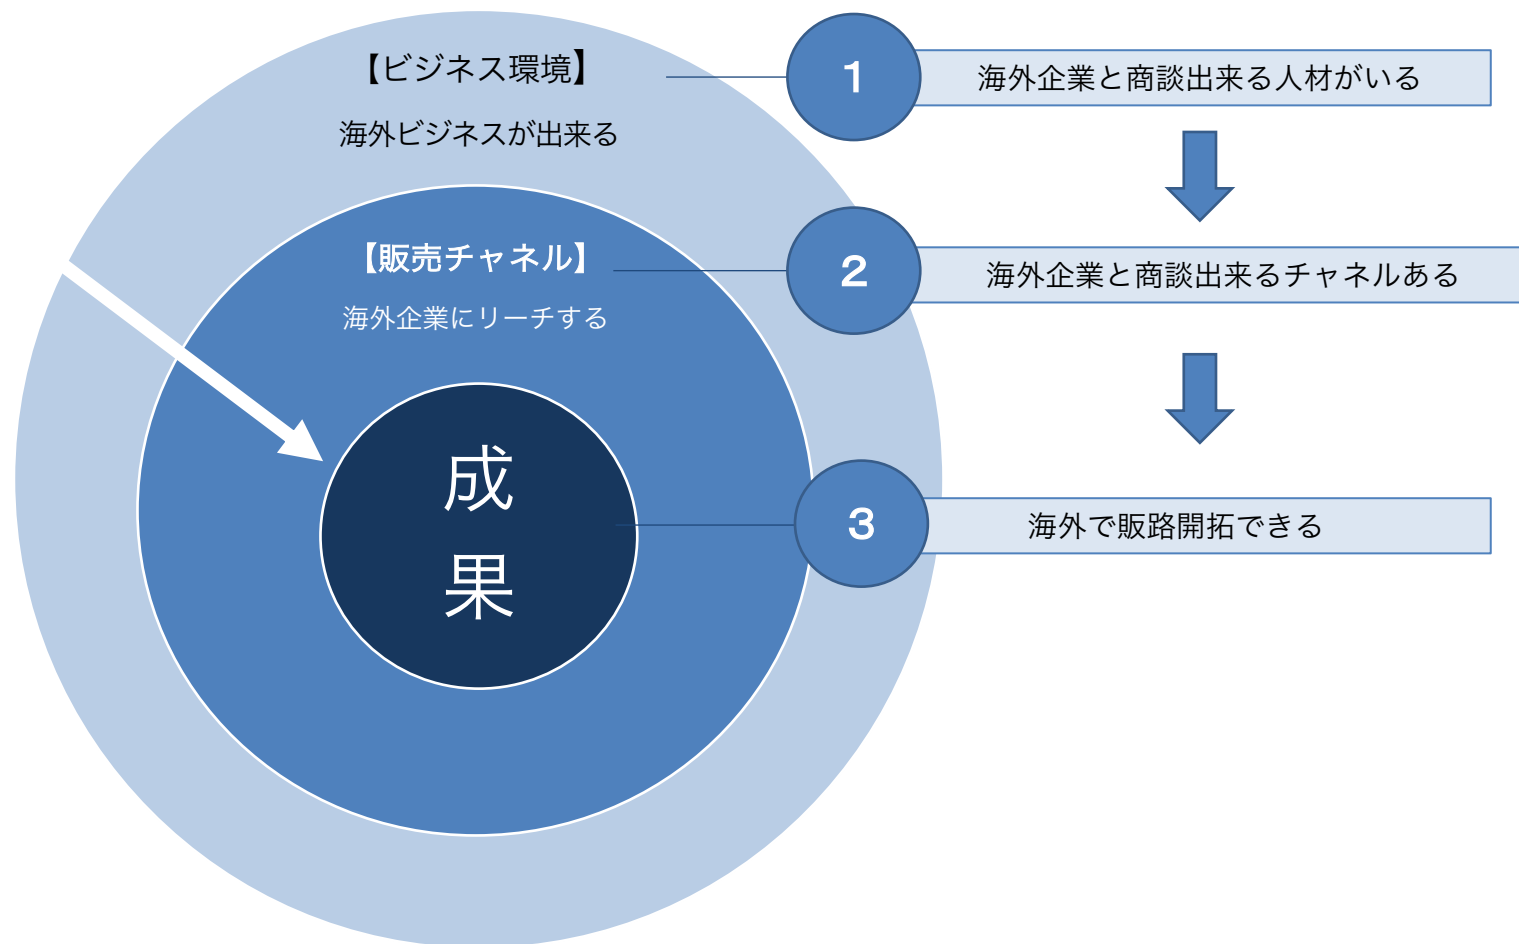 【ビジネス環境】
海外ビジネスが出来る
1
海外企業と商談出来る人材がいる
【販売チャネル】
海外企業にリーチする
2
海外企業と商談出来るチャネルある
成
果
3
海外で販路開拓できる